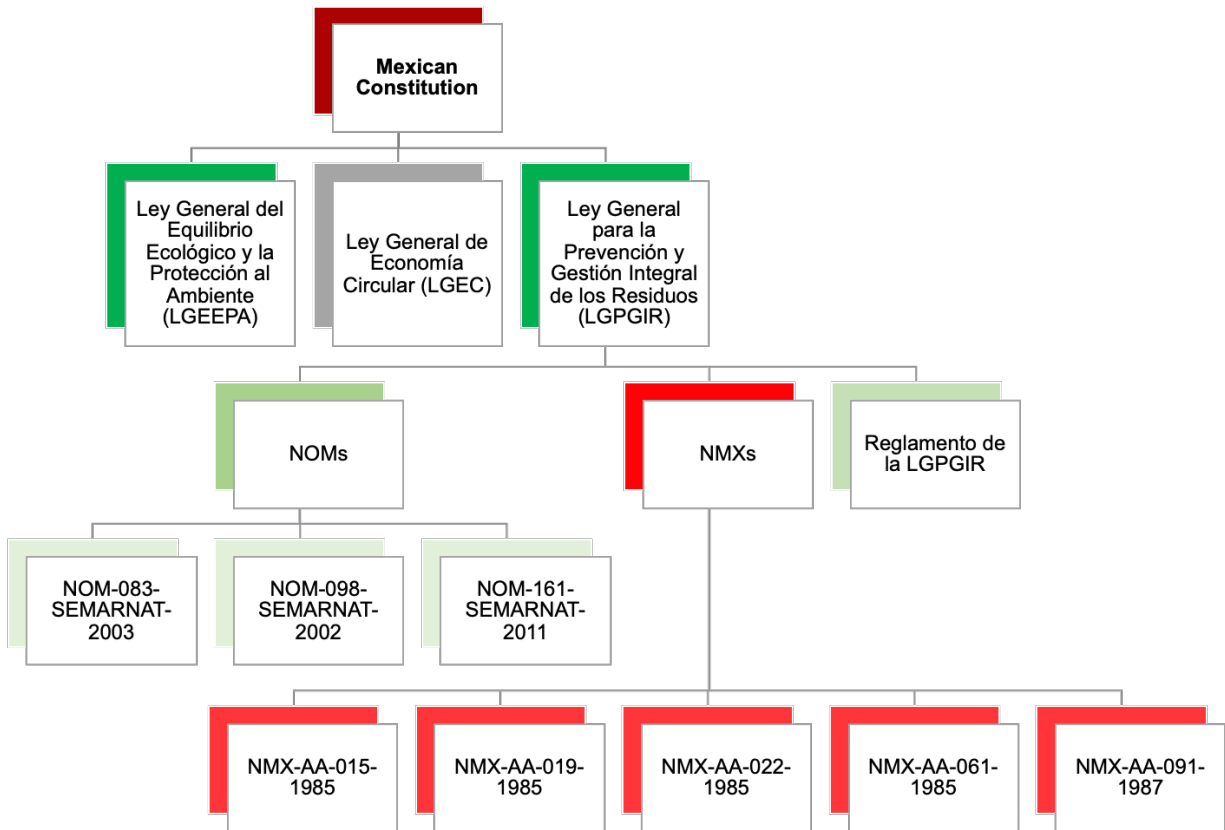 Mexican
Constitution
Ley General del
Equilibrio
Ecológico y la
Protección al
Ambiente
(LGEEPA)
Ley General de
Economía
Circular (LGEC)
Ley General
para la
Prevención y
Gestión Integral
de los Residuos
(LGPGIR)
NOMs
NMXs
Reglamento de
la LGPGIR
NOM-083-
SEMARNAT-
2003
NOM-098-
SEMARNAT-
2002
NOM-161-
SEMARNAT-
2011
NMX-AA-015-
1985
NMX-AA-019-
1985
NMX-AA-022-
1985
NMX-AA-061-
1985
NMX-AA-091-
1987